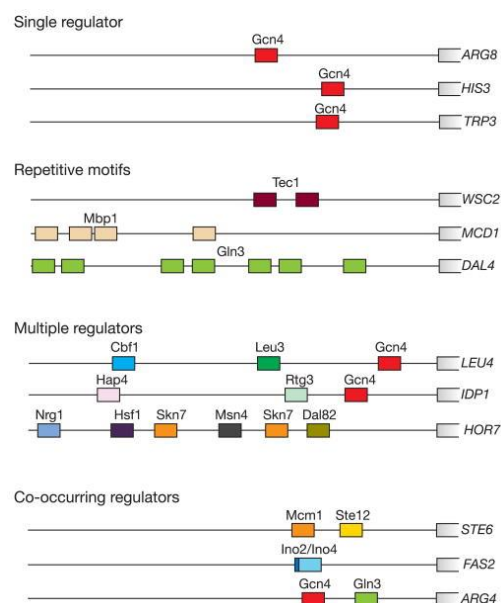 Single regulator
Gcn4
ARG8
Gcn4
HIS3
Gcn4
TRP3
Repetitive motifs
Tec1
WSC2
Mbp1
MCD1
Gln3
DAL4
Multiple regulators
Cbf1 Leu3 Gcn4
LEU4
Hap4 Rtg3 Gcn4
IDP1
Nrg1 Hsf1 Skn7 Msn4 Skn7 Dal82
HOR7
Co-occurring regulators
Mcm1 Ste12
STE6
Ino2/Ino4
FAS2
Gcn4 Gln3
ARG4